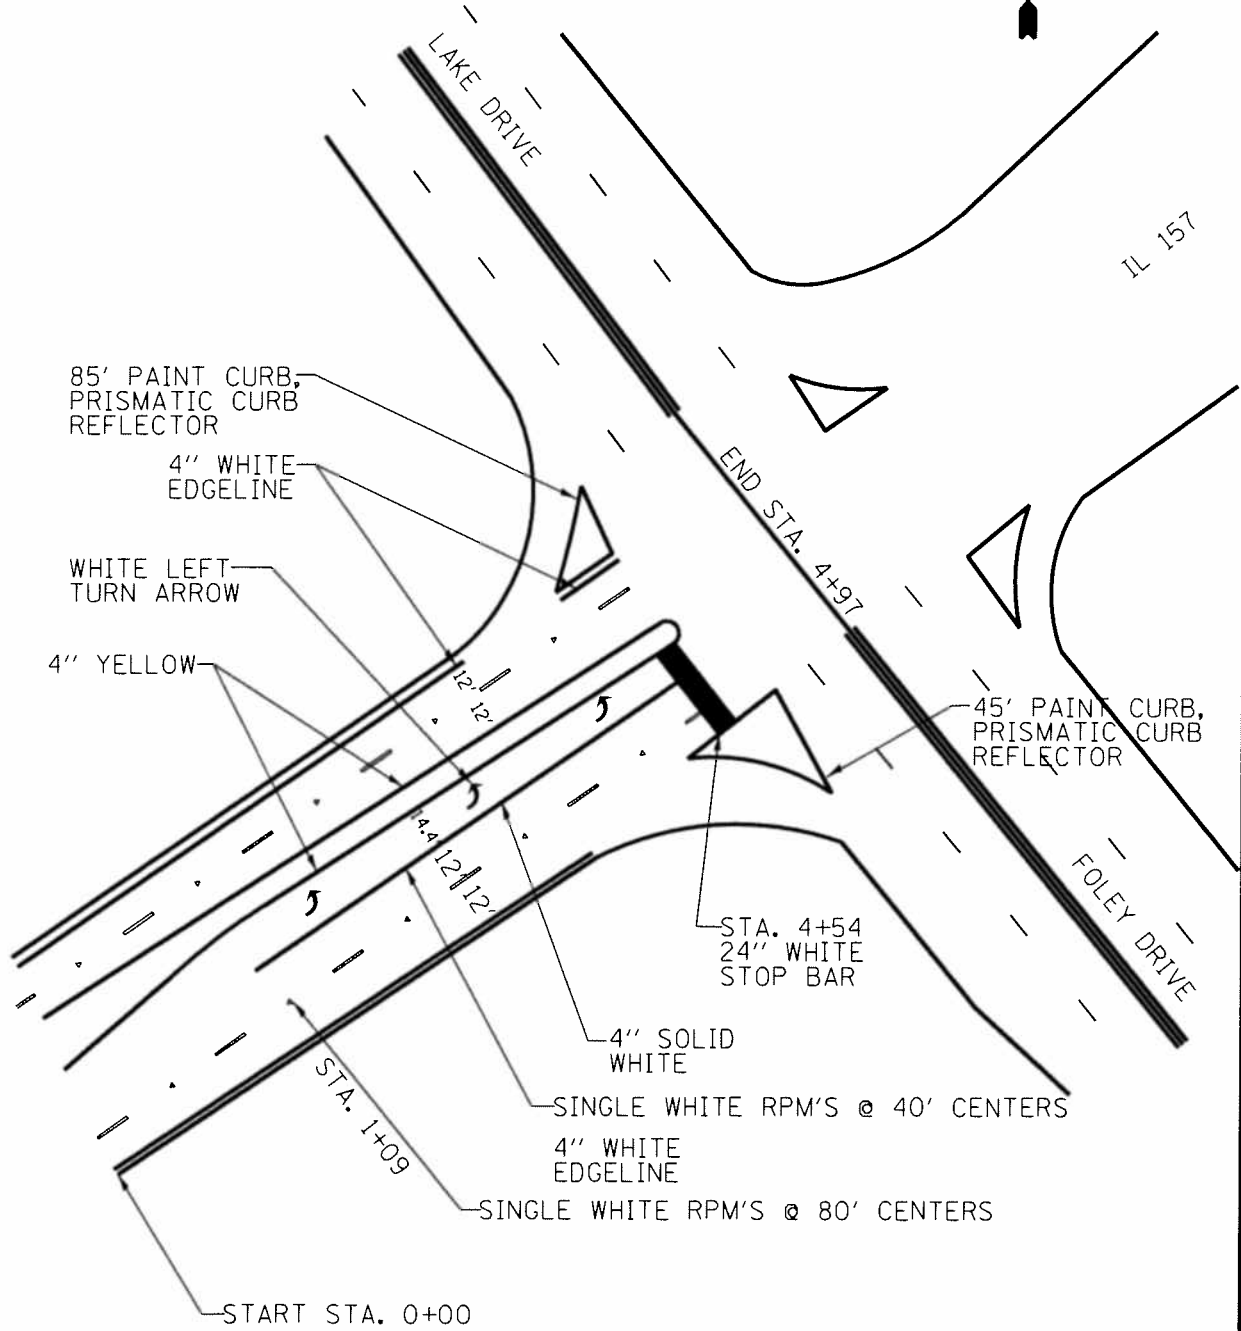 LAKE DRIVE
IL 157
85' PAINT CURB,
PRISMATIC CURB
REFLECTOR
4'' WHITE
EDGELINE
END STA. 4+97
WHITE LEFT
TURN ARROW
4'' YELLOW
12'
12'
45' PAINT CURB,
PRISMATIC CURB
REFLECTOR
4.4'
12'
12'
FOLEY DRIVE
STA. 4+54
24'' WHITE
STOP BAR
4'' SOLID
WHITE
STA. 1+09
SINGLE WHITE RPM'S @ 40' CENTERS
4'' WHITE
EDGELINE
SINGLE WHITE RPM'S @ 80' CENTERS
START STA. 0+00